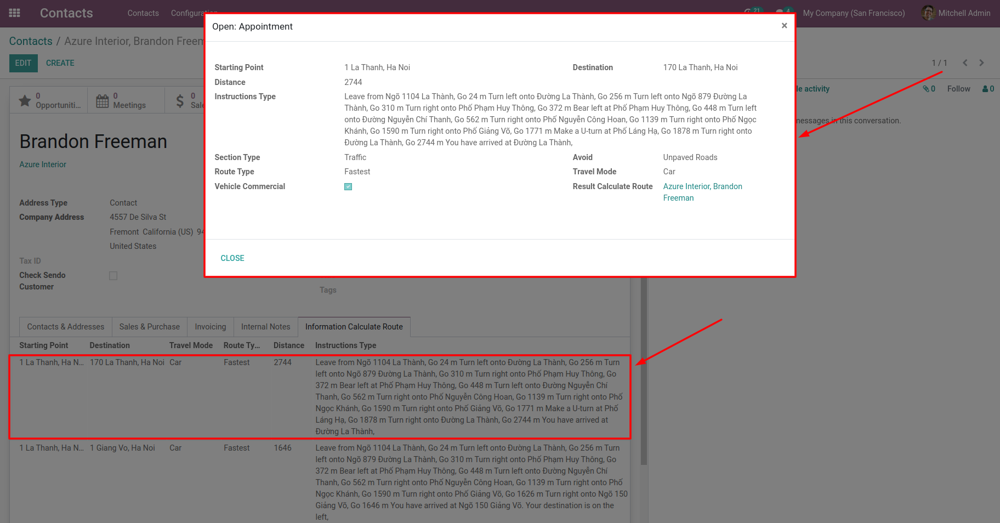 Contacts Contacts Configuration 21 4 My Company (San Francisco) Mitchell Admin
Contacts / Azure Interior, Brandon Freem
EDIT CREATE
1 / 1
0 Opportuniti...
0 Meetings
0 Sale
le activity 0 Follow 0
messages in this conversation.
Brandon Freeman
Azure Interior
Address Type Contact
Company Address 4557 De Silva St
Fremont California (US) 94
United States
Tax ID
Check Sendo
Customer
Tags
Open: Appointment ×
Starting Point 1 La Thanh, Ha Noi Destination 170 La Thanh, Ha Noi
Distance 2744
Instructions Type Leave from Ngõ 1104 La Thành, Go 24 m Turn left onto Đường La Thành, Go 256 m Turn left onto Ngõ 879 Đường La
Thành, Go 310 m Turn right onto Phố Phạm Huy Thông, Go 372 m Bear left at Phố Phạm Huy Thông, Go 448 m Turn left
onto Đường Nguyễn Chí Thanh, Go 562 m Turn right onto Phố Nguyễn Công Hoan, Go 1139 m Turn right onto Phố Ngọc
Khánh, Go 1590 m Turn right onto Phố Giảng Võ, Go 1771 m Make a U-turn at Phố Láng Hạ, Go 1878 m Turn right onto
Đường La Thành, Go 2744 m You have arrived at Đường La Thành,
Section Type Traffic Avoid Unpaved Roads
Route Type Fastest Travel Mode Car
Vehicle Commercial Result Calculate Route Azure Interior, Brandon
Freeman
CLOSE
Contacts & Addresses Sales & Purchase Invoicing Internal Notes Information Calculate Route
Starting Point Destination Travel Mode Route Ty... Distance Instructions Type
1 La Thanh, Ha N... 170 La Thanh, Ha Noi Car Fastest 2744 Leave from Ngõ 1104 La Thành, Go 24 m Turn left onto Đường La Thành, Go 256 m Turn
left onto Ngõ 879 Đường La Thành, Go 310 m Turn right onto Phố Phạm Huy Thông, Go
372 m Bear left at Phố Phạm Huy Thông, Go 448 m Turn left onto Đường Nguyễn Chí
Thanh, Go 562 m Turn right onto Phố Nguyễn Công Hoan, Go 1139 m Turn right onto Phố
Ngọc Khánh, Go 1590 m Turn right onto Phố Giảng Võ, Go 1771 m Make a U-turn at Phố
Láng Hạ, Go 1878 m Turn right onto Đường La Thành, Go 2744 m You have arrived at
Đường La Thành,
1 La Thanh, Ha N... 1 Giang Vo, Ha Noi Car Fastest 1646 Leave from Ngõ 1104 La Thành, Go 24 m Turn left onto Đường La Thành, Go 256 m Turn
left onto Ngõ 879 Đường La Thành, Go 310 m Turn right onto Phố Phạm Huy Thông, Go
372 m Bear left at Phố Phạm Huy Thông, Go 448 m Turn left onto Đường Nguyễn Chí
Thanh, Go 562 m Turn right onto Phố Nguyễn Công Hoan, Go 1139 m Turn right onto Phố
Ngọc Khánh, Go 1590 m Turn right onto Phố Giảng Võ, Go 1626 m Turn right onto Ngõ 150
Giảng Võ, Go 1646 m You have arrived at Ngõ 150 Giảng Võ. Your destination is on the
left,